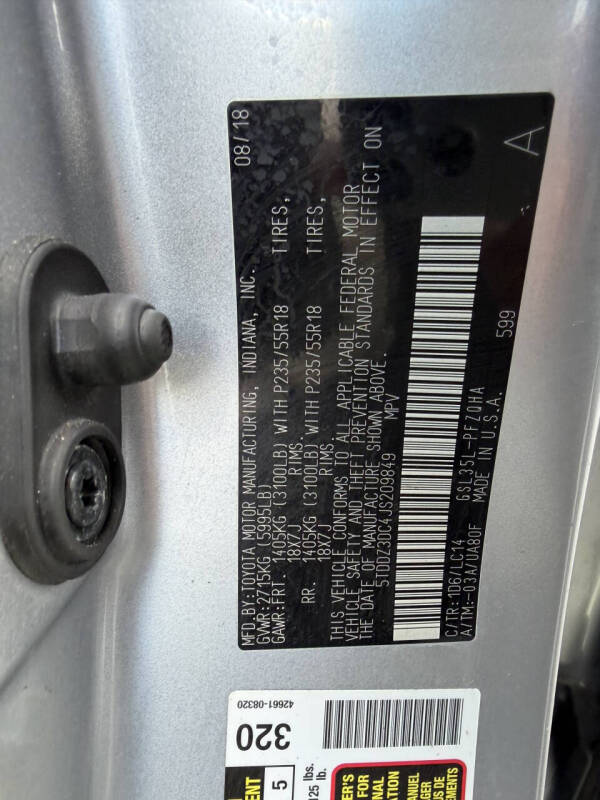 08/18
MFD.BY:TOYOTA MOTOR MANUFACTURING, INDIANA, INC.
GVWR:2715KG (5995LB)
GAWR:FRT. 1405KG (3100LB) WITH P235/55R18 TIRES,
18X7J RIMS.
RR. 1405KG (3100LB) WITH P235/55R18 TIRES,
18X7J RIMS.
THIS VEHICLE CONFORMS TO ALL APPLICABLE FEDERAL MOTOR
VEHICLE SAFETY AND THEFT PREVENTION STANDARDS IN EFFECT ON
THE DATE OF MANUFACTURE SHOWN ABOVE.
5TDDZ3DC4JS209849 MPV
C/TR:1D6/LC14 GSL35L-PFZQHA
A/TM:-03A/UA80F MADE IN U.S.A. 599
A
42661-08320
320
5
lbs.
125 lb.